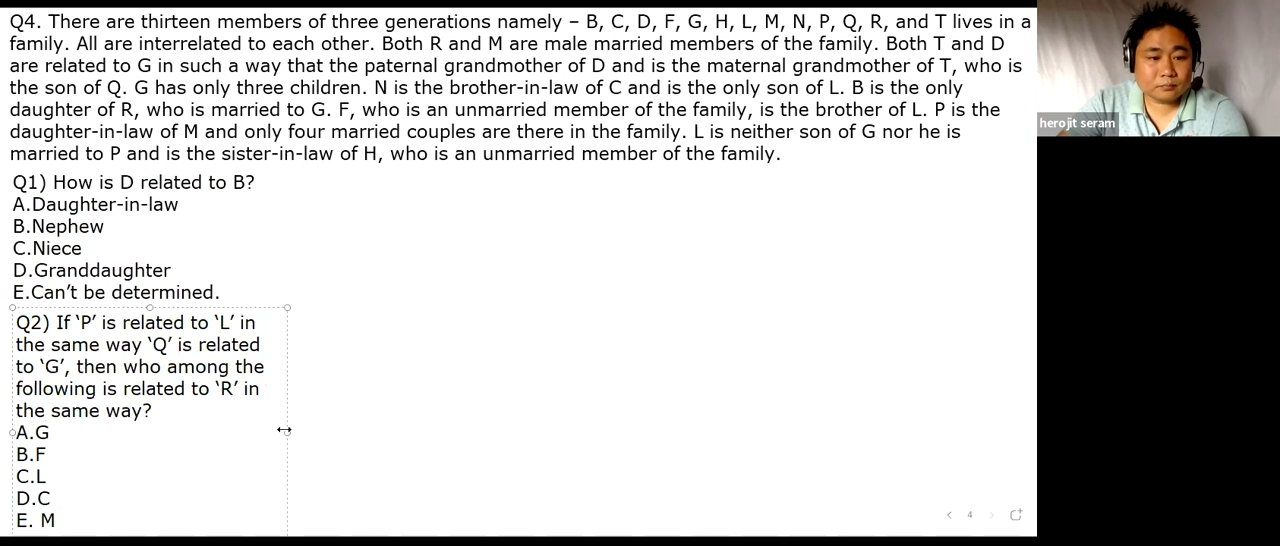 Q4. There are thirteen members of three generations namely – B, C, D, F, G, H, L, M, N, P, Q, R, and T lives in a
family. All are interrelated to each other. Both R and M are male married members of the family. Both T and D
are related to G in such a way that the paternal grandmother of D and is the maternal grandmother of T, who is
the son of Q. G has only three children. N is the brother-in-law of C and is the only son of L. B is the only
daughter of R, who is married to G. F, who is an unmarried member of the family, is the brother of L. P is the
daughter-in-law of M and only four married couples are there in the family. L is neither son of G nor he is
married to P and is the sister-in-law of H, who is an unmarried member of the family.
Q1) How is D related to B?
A.Daughter-in-law
B.Nephew
C.Niece
D.Granddaughter
E.Can't be determined.
Q2) If ‘P’ is related to ‘L’ in
the same way ‘Q’ is related
to ‘G’, then who among the
following is related to ‘R’ in
the same way?
A.G
B.F
C.L
D.C
E. M
herojit seram
4